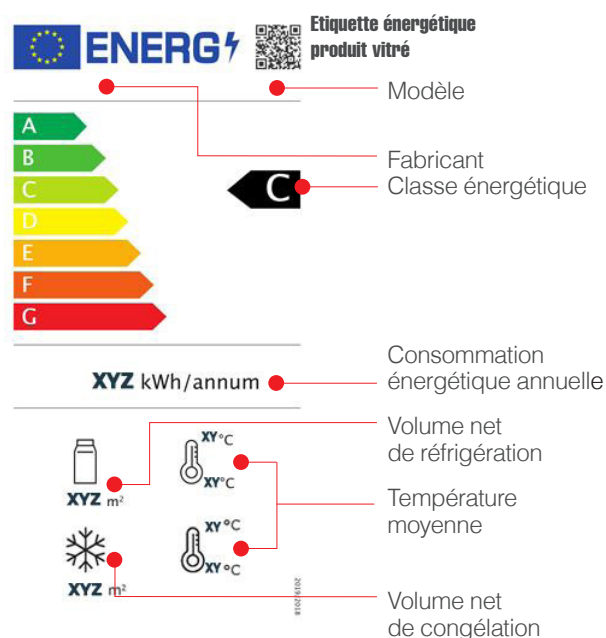 ENERG
Etiquette énergétique
produit vitré
Modèle
Fabricant
Classe énergétique
A
B
C
C
D
E
F
G
XYZ kWh/annum
Consommation
énergétique annuelle
Volume net
de réfrigération
XY °C
XY°C
XYZ m²
Température
moyenne
XY °C
XY °C
XYZ m²
2019/2018
Volume net
de congélation